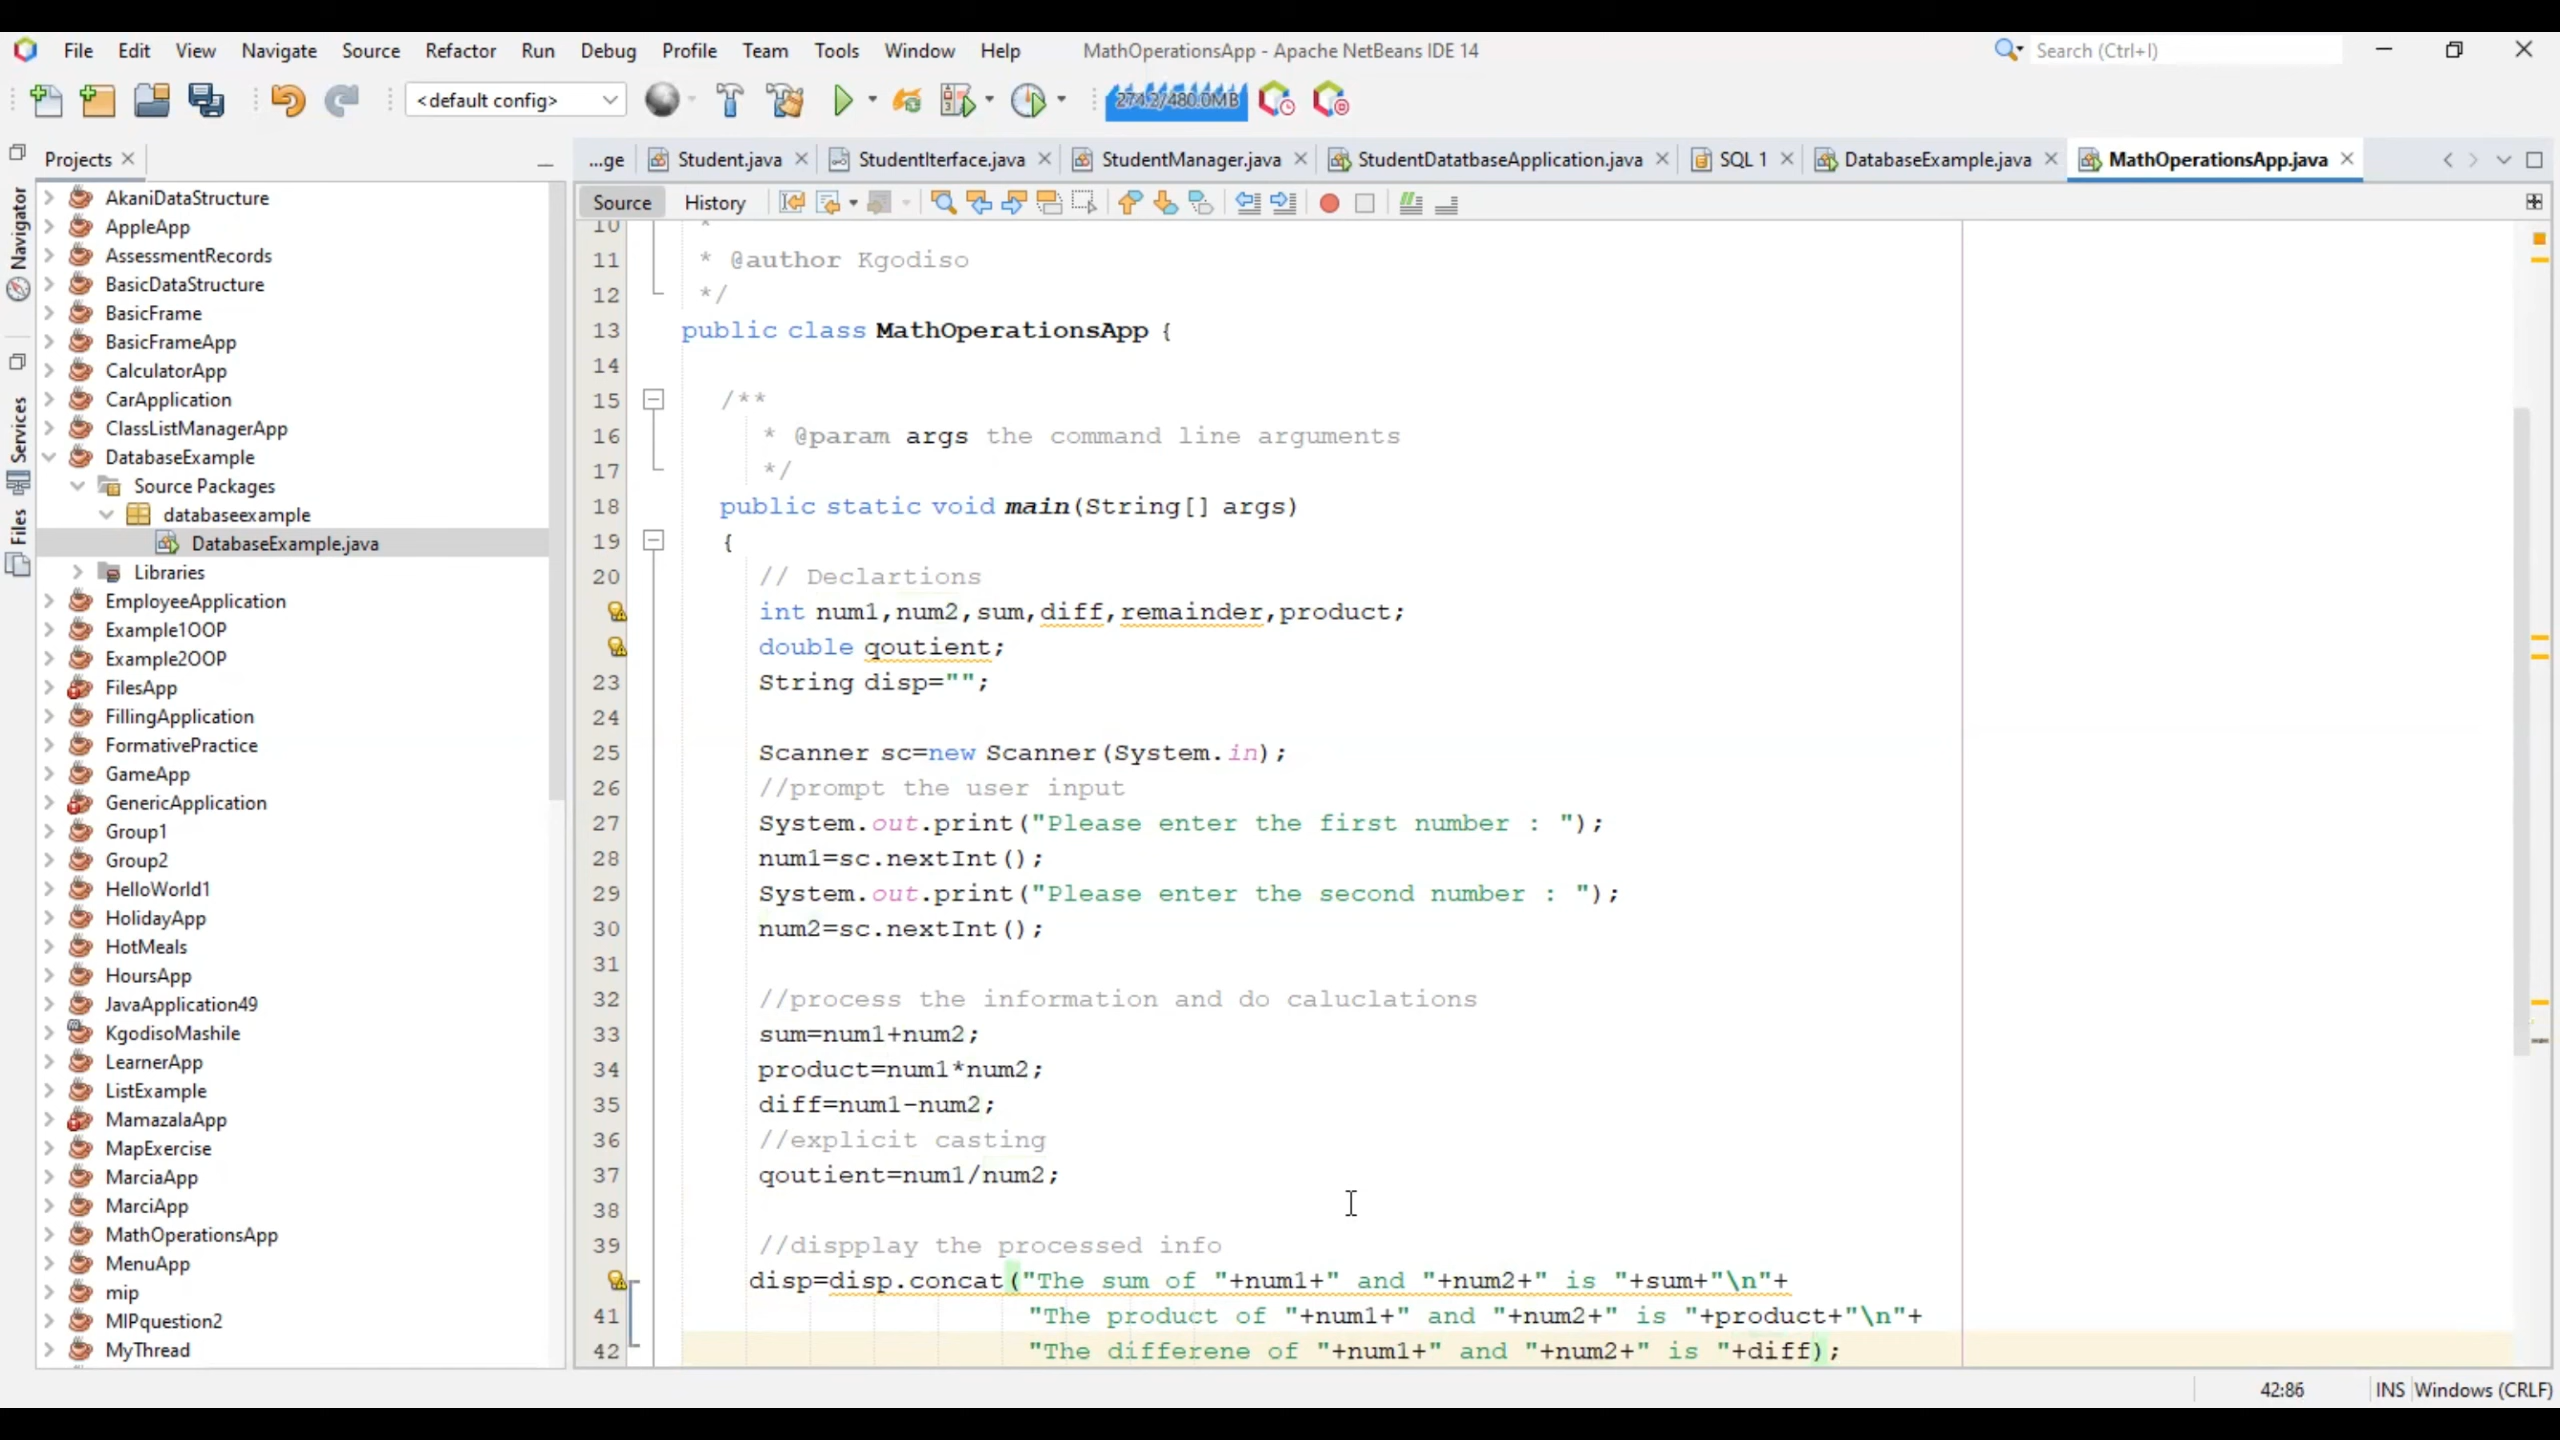 File Edit View Navigate Source Refactor Run Debug Profile Team Tools Window Help MathOperationsApp - Apache NetBeans IDE 14 Search (Ctrl+I)
<default config> 274.2/480.0MB
Projects
...ge Student.java StudentIterface.java StudentManager.java StudentDatatbaseApplication.java SQL 1 DatabaseExample.java MathOperationsApp.java
Source History
Navigator
Services
Files
AkaniDataStructure
AppleApp
AssessmentRecords
BasicDataStructure
BasicFrame
BasicFrameApp
CalculatorApp
CarApplication
ClassListManagerApp
DatabaseExample
Source Packages
databaseexample
DatabaseExample.java
Libraries
EmployeeApplication
Example1OOP
Example2OOP
FilesApp
FillingApplication
FormativePractice
GameApp
GenericApplication
Group1
Group2
HelloWorld1
HolidayApp
HotMeals
HoursApp
JavaApplication49
KgodisoMashile
LearnerApp
ListExample
MamazalaApp
MapExercise
MarciaApp
MarciApp
MathOperationsApp
MenuApp
mip
MIPquestion2
MyThread
10 *
11 * @author Kgodiso
12 */
13 public class MathOperationsApp {
14
15 /**
16 * @param args the command line arguments
17 */
18 public static void main(String[] args)
19 {
20 // Declartions
int num1,num2,sum,diff,remainder,product;
double qoutient;
23 String disp="";
24
25 Scanner sc=new Scanner(System.in);
26 //prompt the user input
27 System.out.print("Please enter the first number : ");
28 num1=sc.nextInt();
29 System.out.print("Please enter the second number : ");
30 num2=sc.nextInt();
31
32 //process the information and do caluclations
33 sum=num1+num2;
34 product=num1*num2;
35 diff=num1-num2;
36 //explicit casting
37 qoutient=num1/num2;
38
39 //dispplay the processed info
disp=disp.concat("The sum of "+num1+" and "+num2+" is "+sum+"\n"+
41 "The product of "+num1+" and "+num2+" is "+product+"\n"+
42 "The differene of "+num1+" and "+num2+" is "+diff);
42:86 INS Windows (CRLF)